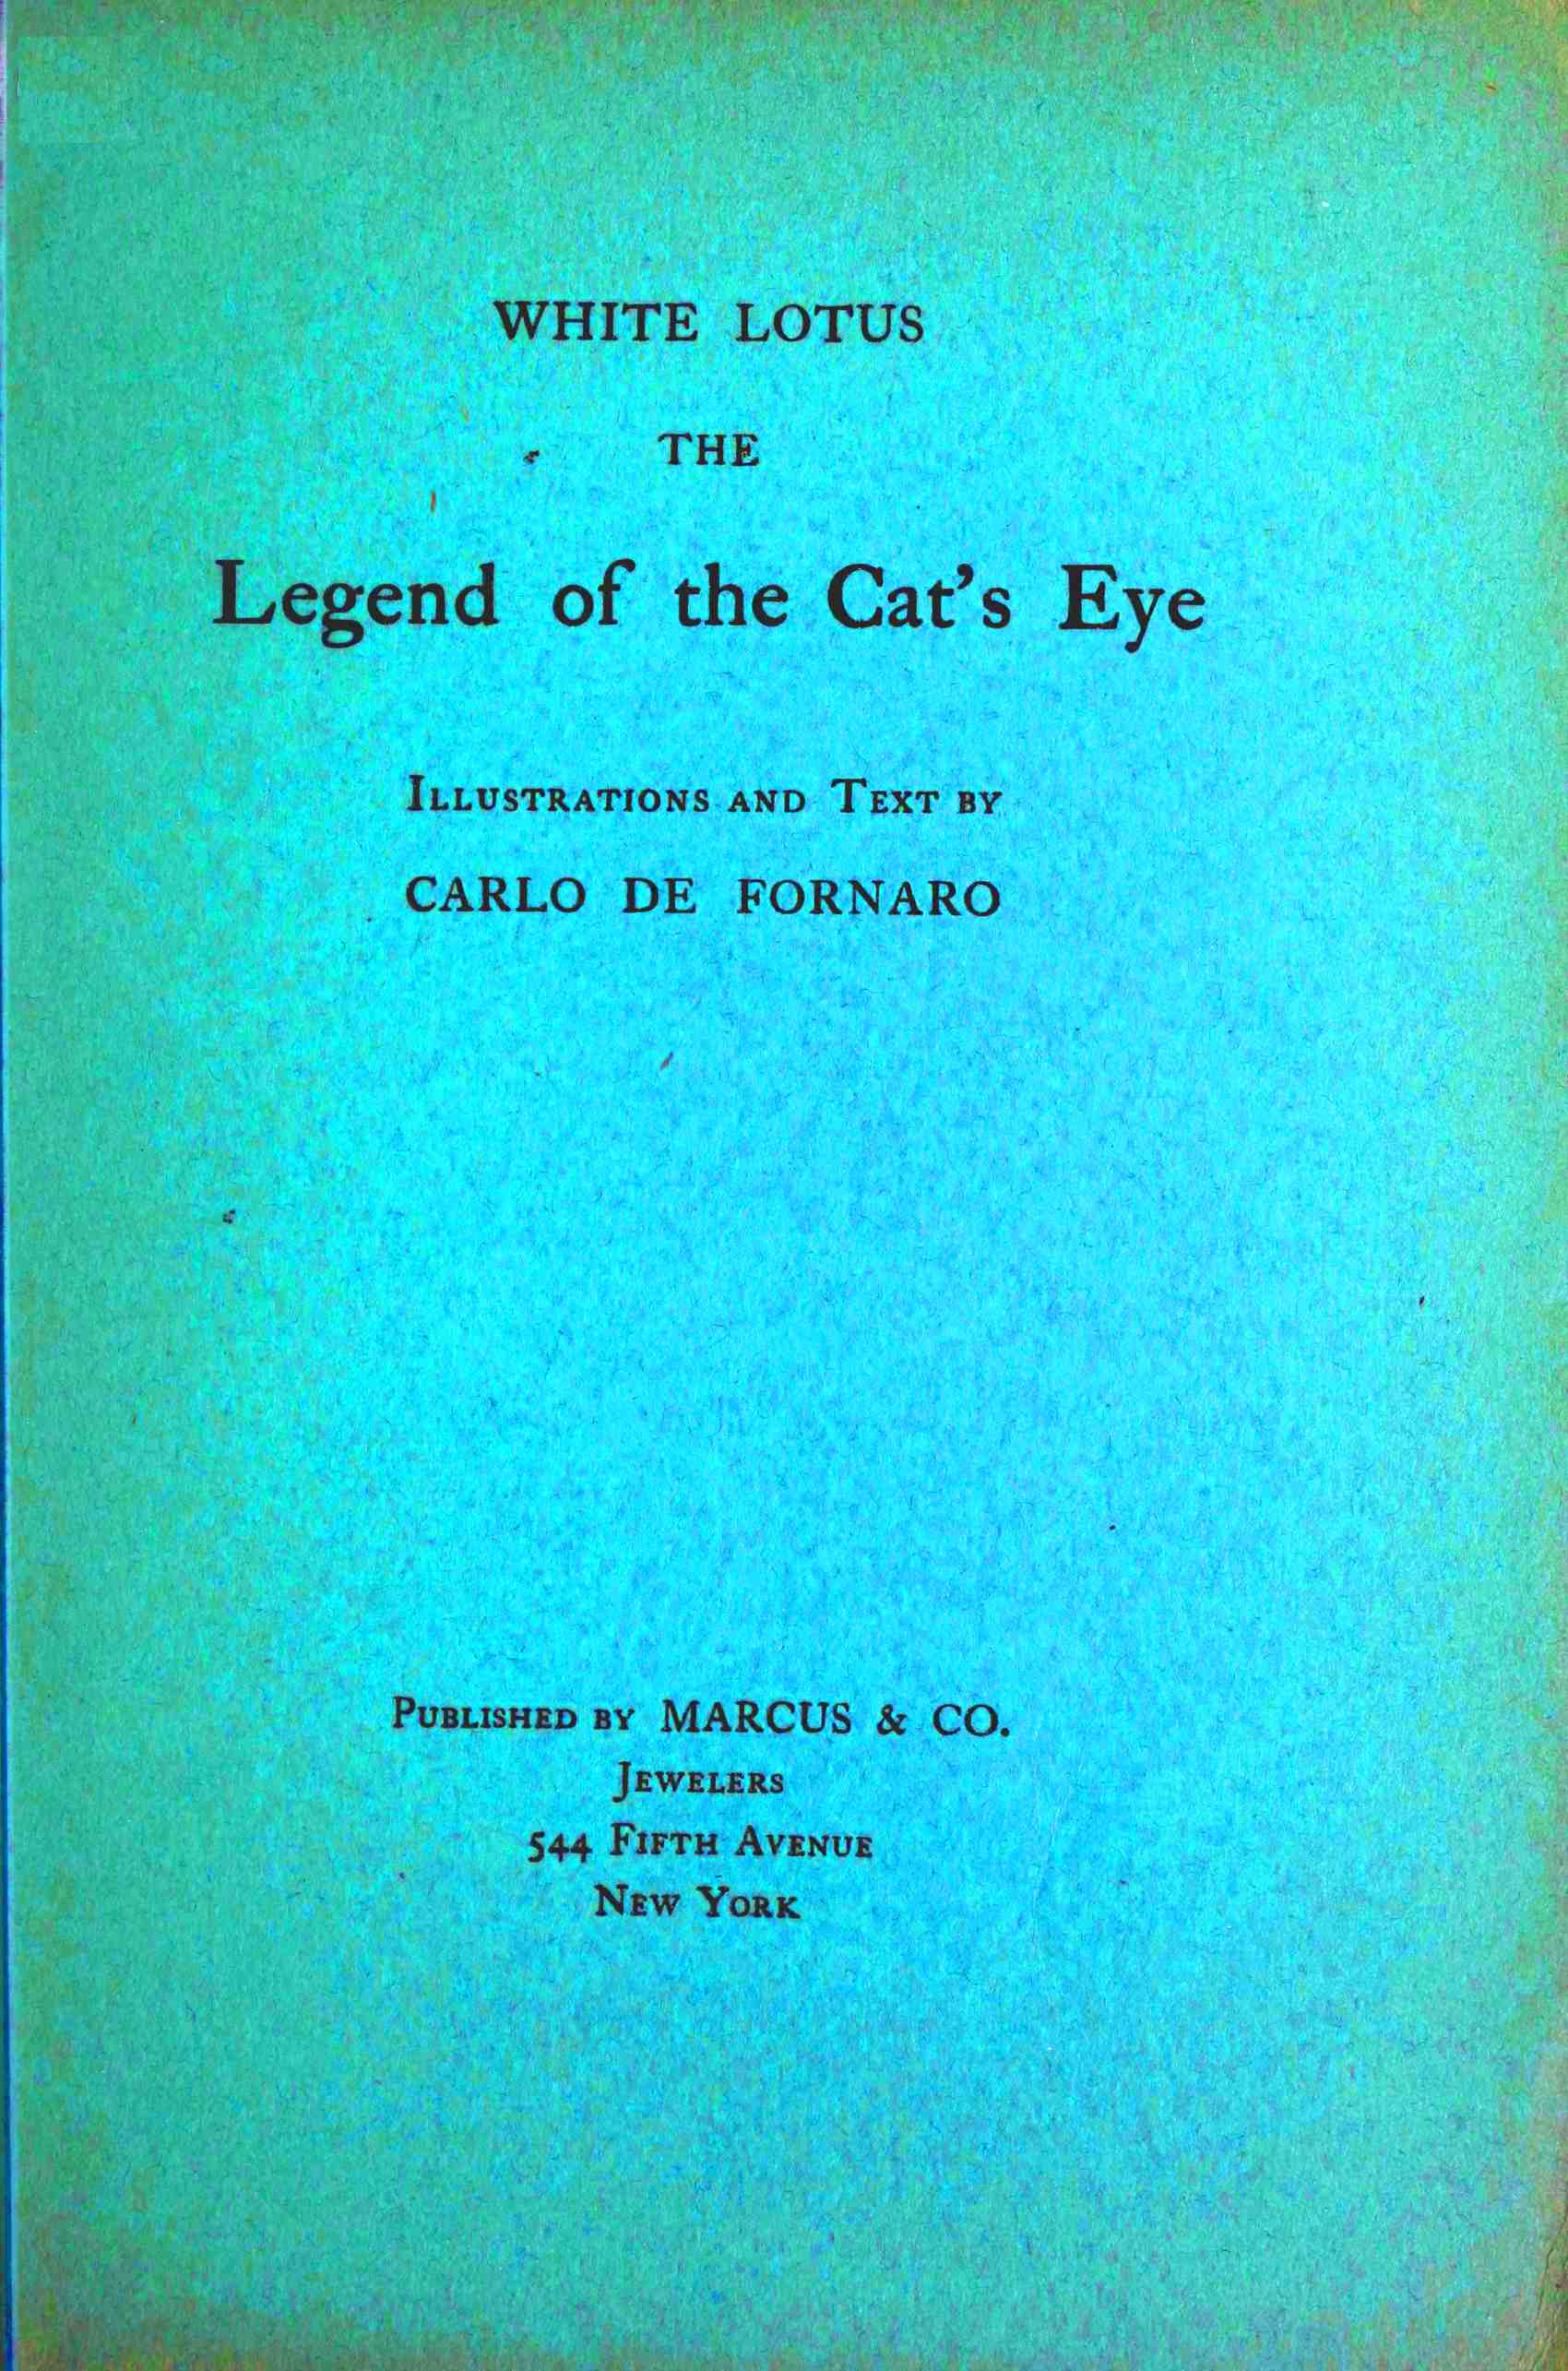 WHITE LOTUS
THE
Legend of the Cat's Eye
Illustrations and Text by
CARLO DE FORNARO
Published by MARCUS & CO.
Jewelers
544 Fifth Avenue
New York